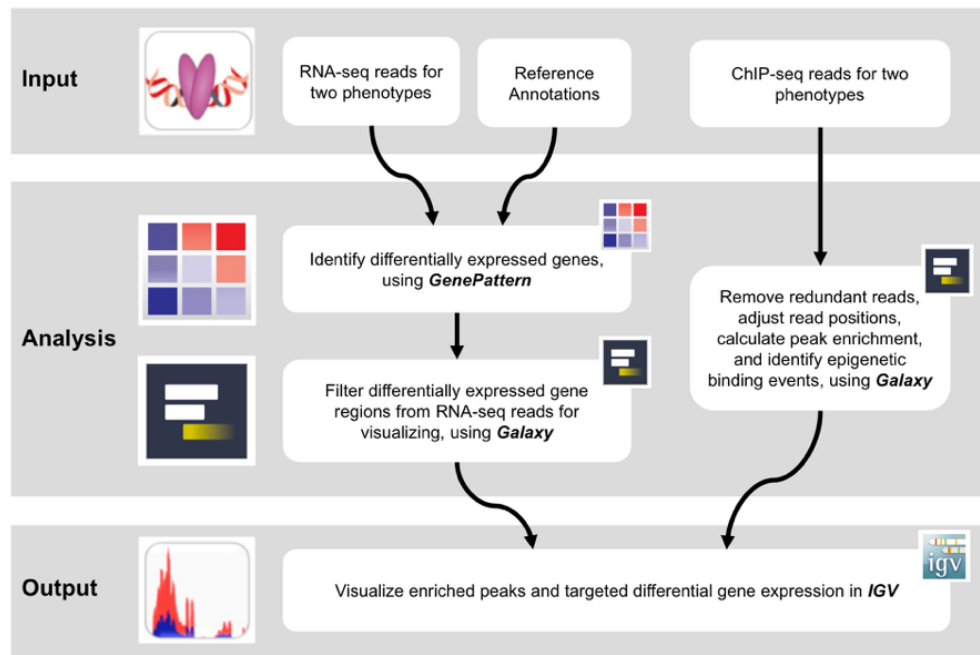 Input
RNA-seq reads for
two phenotypes
Reference
Annotations
ChIP-seq reads for two
phenotypes
Analysis
Identify differentially expressed genes,
using GenePattern
Filter differentially expressed gene
regions from RNA-seq reads for
visualizing, using Galaxy
Remove redundant reads,
adjust read positions,
calculate peak enrichment,
and identify epigenetic
binding events, using Galaxy
Output
Visualize enriched peaks and targeted differential gene expression in IGV
igv